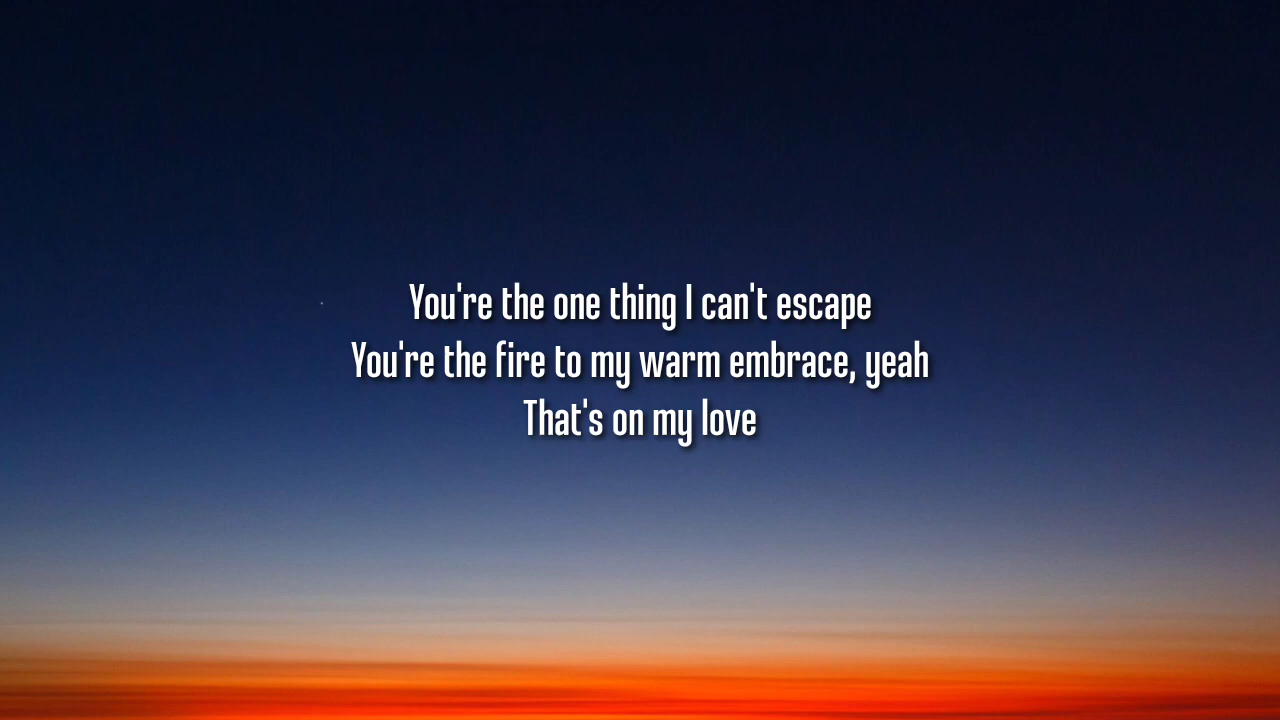 You're the one thing I can't escape
You're the fire to my warm embrace, yeah
That's on my love